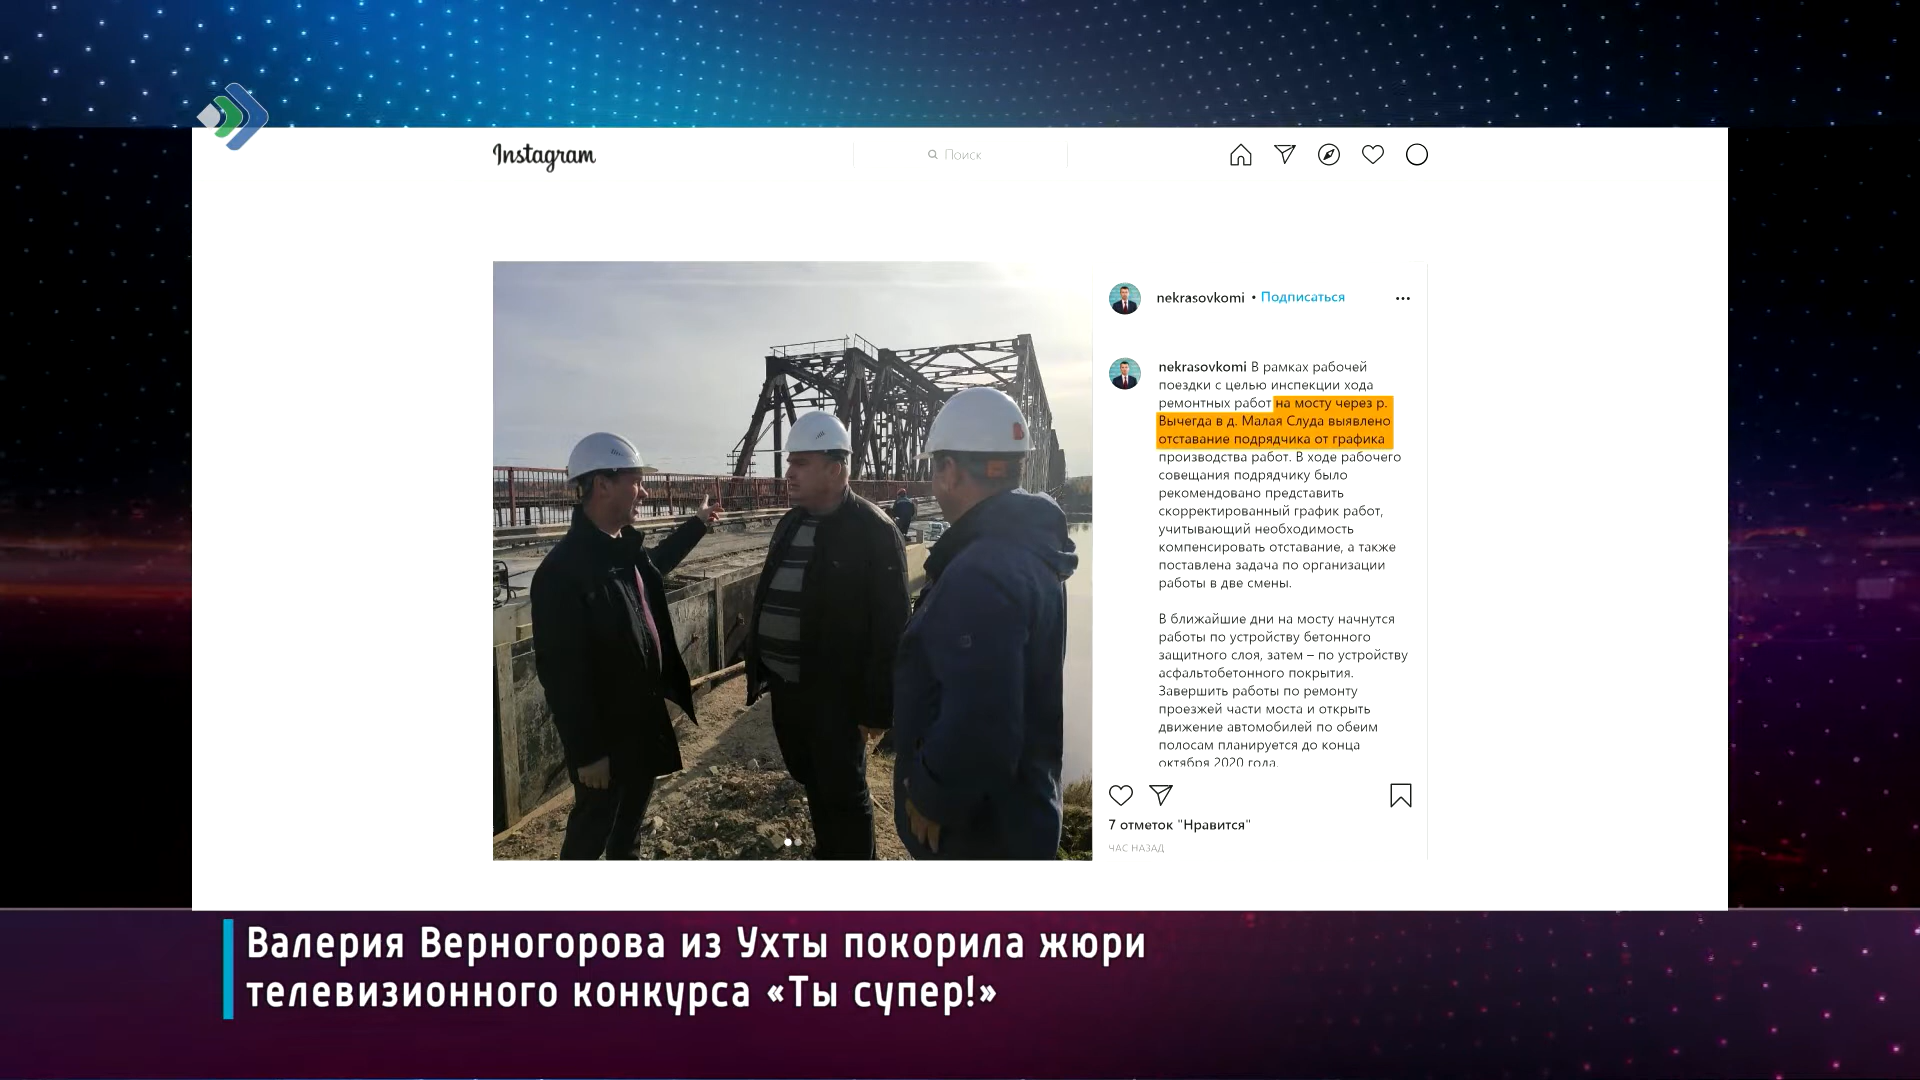 Instagram
Поиск
nekrasovkomi • Подписаться
nekrasovkomi В рамках рабочей
поездки с целью инспекции хода
ремонтных работ на мосту через р.
Вычегда в д. Малая Слуда выявлено
отставание подрядчика от графика
производства работ. В ходе рабочего
совещания подрядчику было
рекомендовано представить
скорректированный график работ,
учитывающий необходимость
компенсировать отставание, а также
поставлена задача по организации
работы в две смены.
В ближайшие дни на мосту начнутся
работы по устройству бетонного
защитного слоя, затем – по устройству
асфальтобетонного покрытия.
Завершить работы по ремонту
проезжей части моста и открыть
движение автомобилей по обеим
полосам планируется до конца
октября 2020 года.
7 отметок "Нравится"
ЧАС НАЗАД
Валерия Верногорова из Ухты покорила жюри
телевизионного конкурса «Ты супер!»